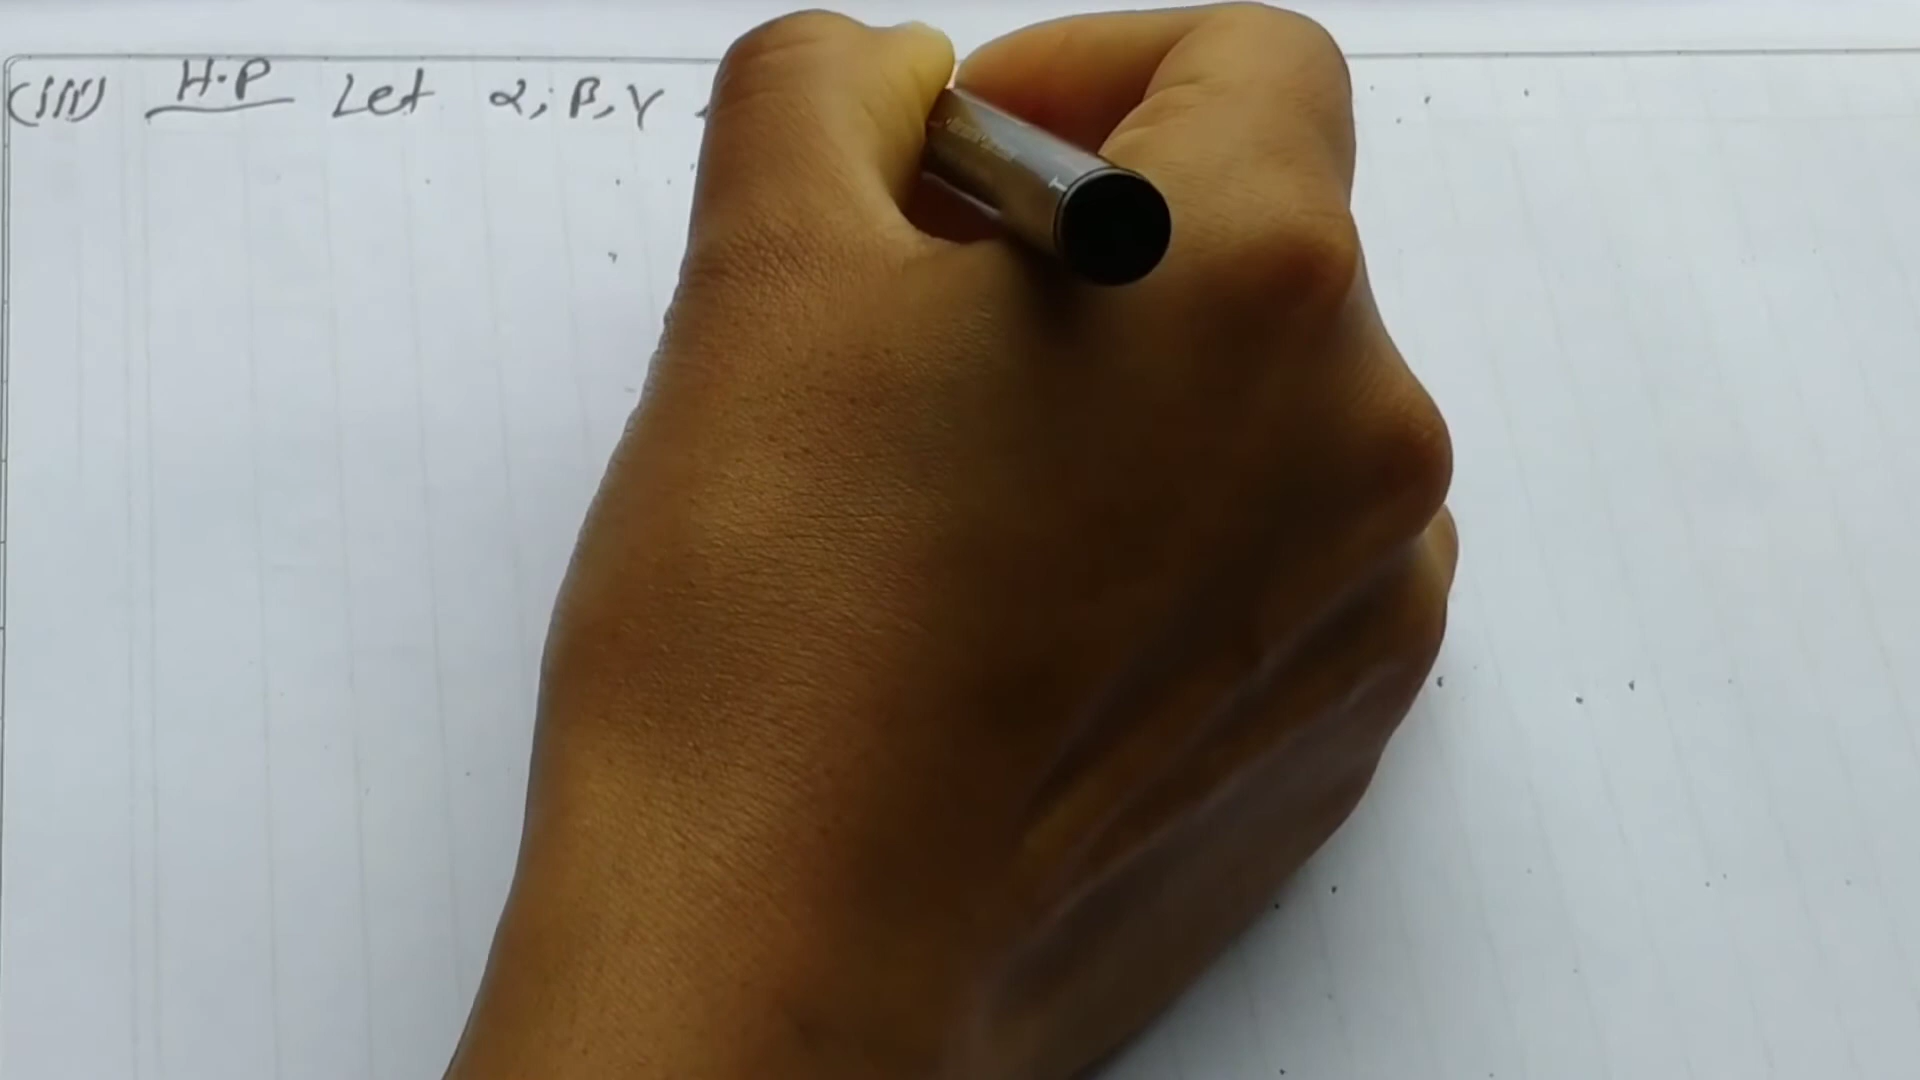 (iii) H.P Let α, β, γ